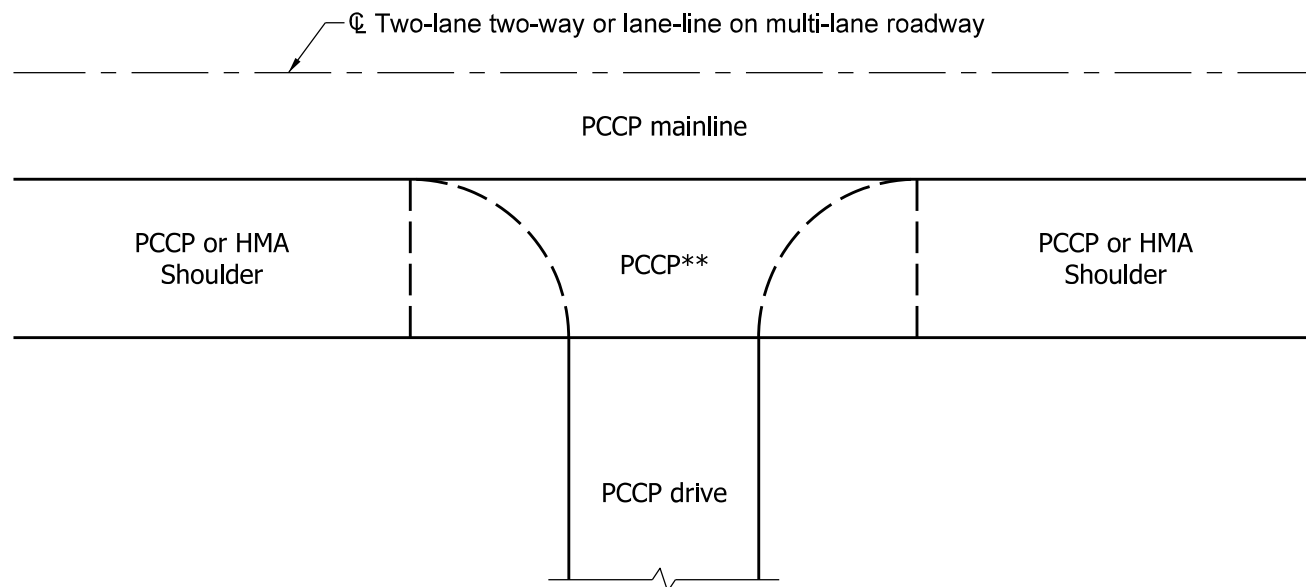 ℄ Two-lane two-way or lane-line on multi-lane roadway
PCCP mainline
PCCP or HMA
Shoulder
PCCP**
PCCP or HMA
Shoulder
PCCP drive